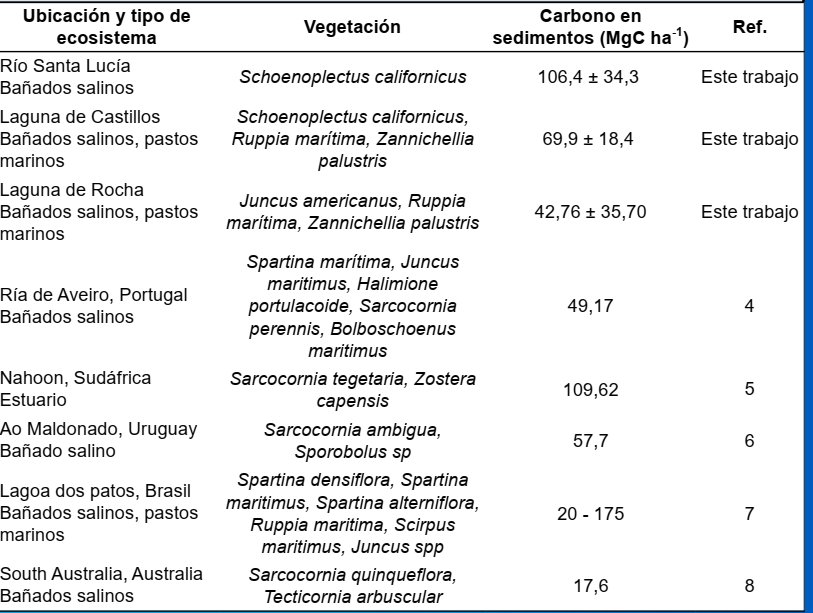 Ubicación y tipo de ecosistema	Vegetación	Carbono en sedimentos (MgC ha-1)	Ref.
Río Santa Lucía
Bañados salinos
Schoenoplectus californicus
106,4 ± 34,3
Este trabajo
Laguna de Castillos
Bañados salinos, pastos
marinos
Schoenoplectus californicus,
Ruppia marítima, Zannichellia
palustris
69,9 ± 18,4
Este trabajo
Laguna de Rocha
Bañados salinos, pastos
marinos
Juncus americanus, Ruppia
marítima, Zannichellia palustris
42,76 ± 35,70
Este trabajo
Ría de Aveiro, Portugal
Bañados salinos
Spartina marítima, Juncus
maritimus, Halimione
portulacoide, Sarcocornia
perennis, Bolboschoenus
maritimus
49,17
4
Nahoon, Sudáfrica
Estuario
Sarcocornia tegetaria, Zostera
capensis
109,62
5
Ao Maldonado, Uruguay
Bañado salino
Sarcocornia ambigua,
Sporobolus sp
57,7
6
Lagoa dos patos, Brasil
Bañados salinos, pastos
marinos
Spartina densiflora, Spartina
maritimus, Spartina alterniflora,
Ruppia maritima, Scirpus
maritimus, Juncus spp
20 - 175
7
South Australia, Australia
Bañados salinos
Sarcocornia quinqueflora,
Tecticornia arbuscular
17,6
8